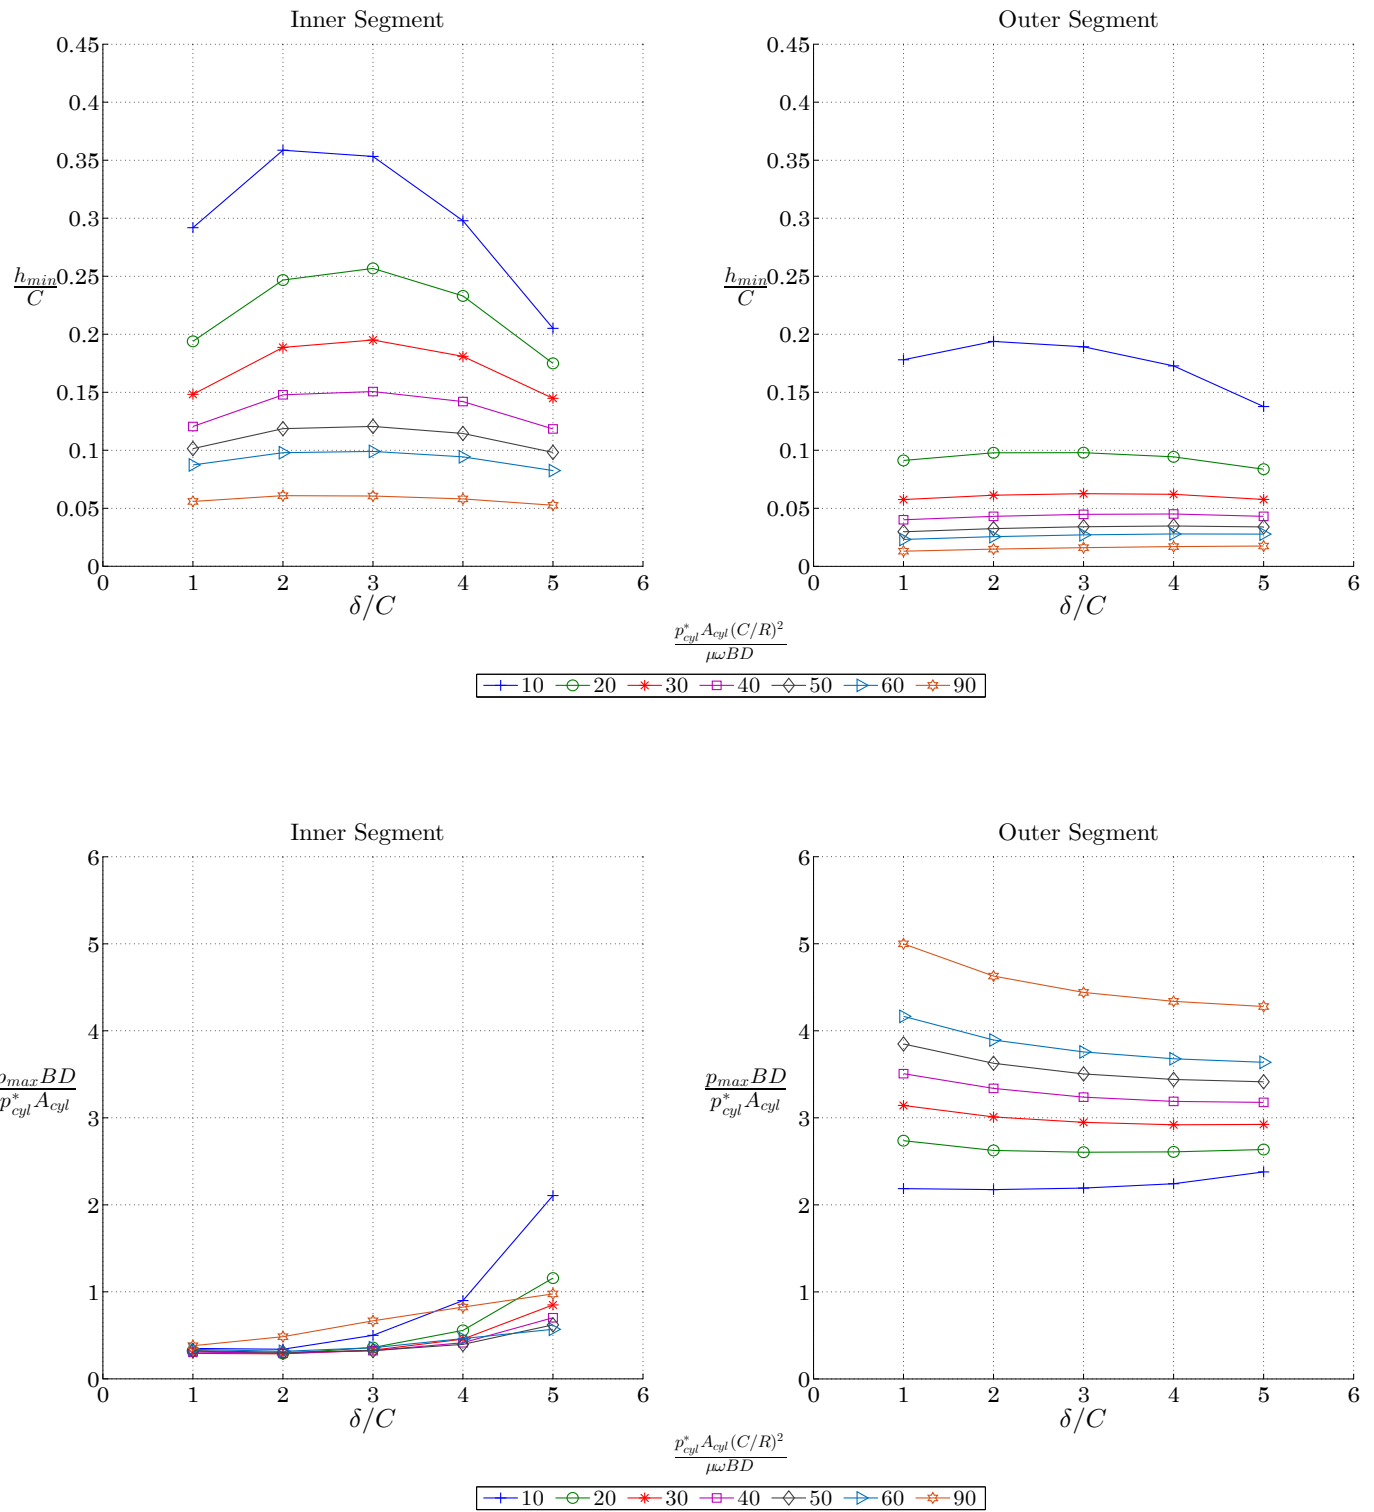 Inner Segment
Outer Segment
0.45
0.4
0.35
0.3
0.25
0.2
0.15
0.1
0.05
0
h_min/C
0 1 2 3 4 5 6
δ/C
0.45
0.4
0.35
0.3
0.25
0.2
0.15
0.1
0.05
0
h_min/C
0 1 2 3 4 5 6
δ/C
p*_cyl A_cyl (C/R)^2
μωBD
10 20 30 40 50 60 90
Inner Segment
Outer Segment
6
5
4
3
2
1
0
p_max BD
p*_cyl A_cyl
0 1 2 3 4 5 6
δ/C
6
5
4
3
2
1
0
p_max BD
p*_cyl A_cyl
0 1 2 3 4 5 6
δ/C
p*_cyl A_cyl (C/R)^2
μωBD
10 20 30 40 50 60 90